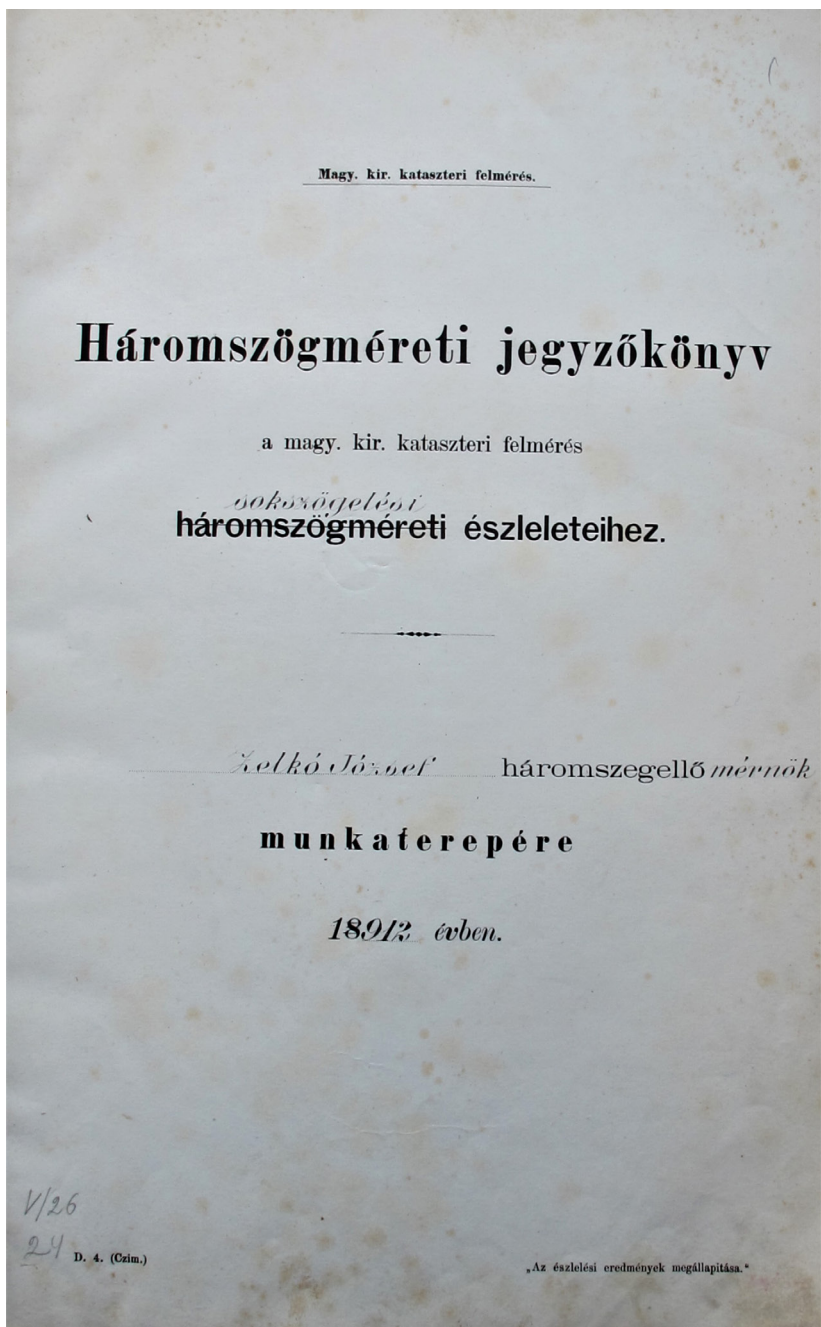 Magy. kir. kataszteri felmérés.
Háromszögméreti jegyzőkönyv
a magy. kir. kataszteri felmérés
sokszögelési
háromszögméreti észleleteihez.
Zelkó József háromszegellő mérnök
munkaterepére
évben.
V/26
24
D. 4. (Czim.)
„Az észlelési eredmények megállapitása.“